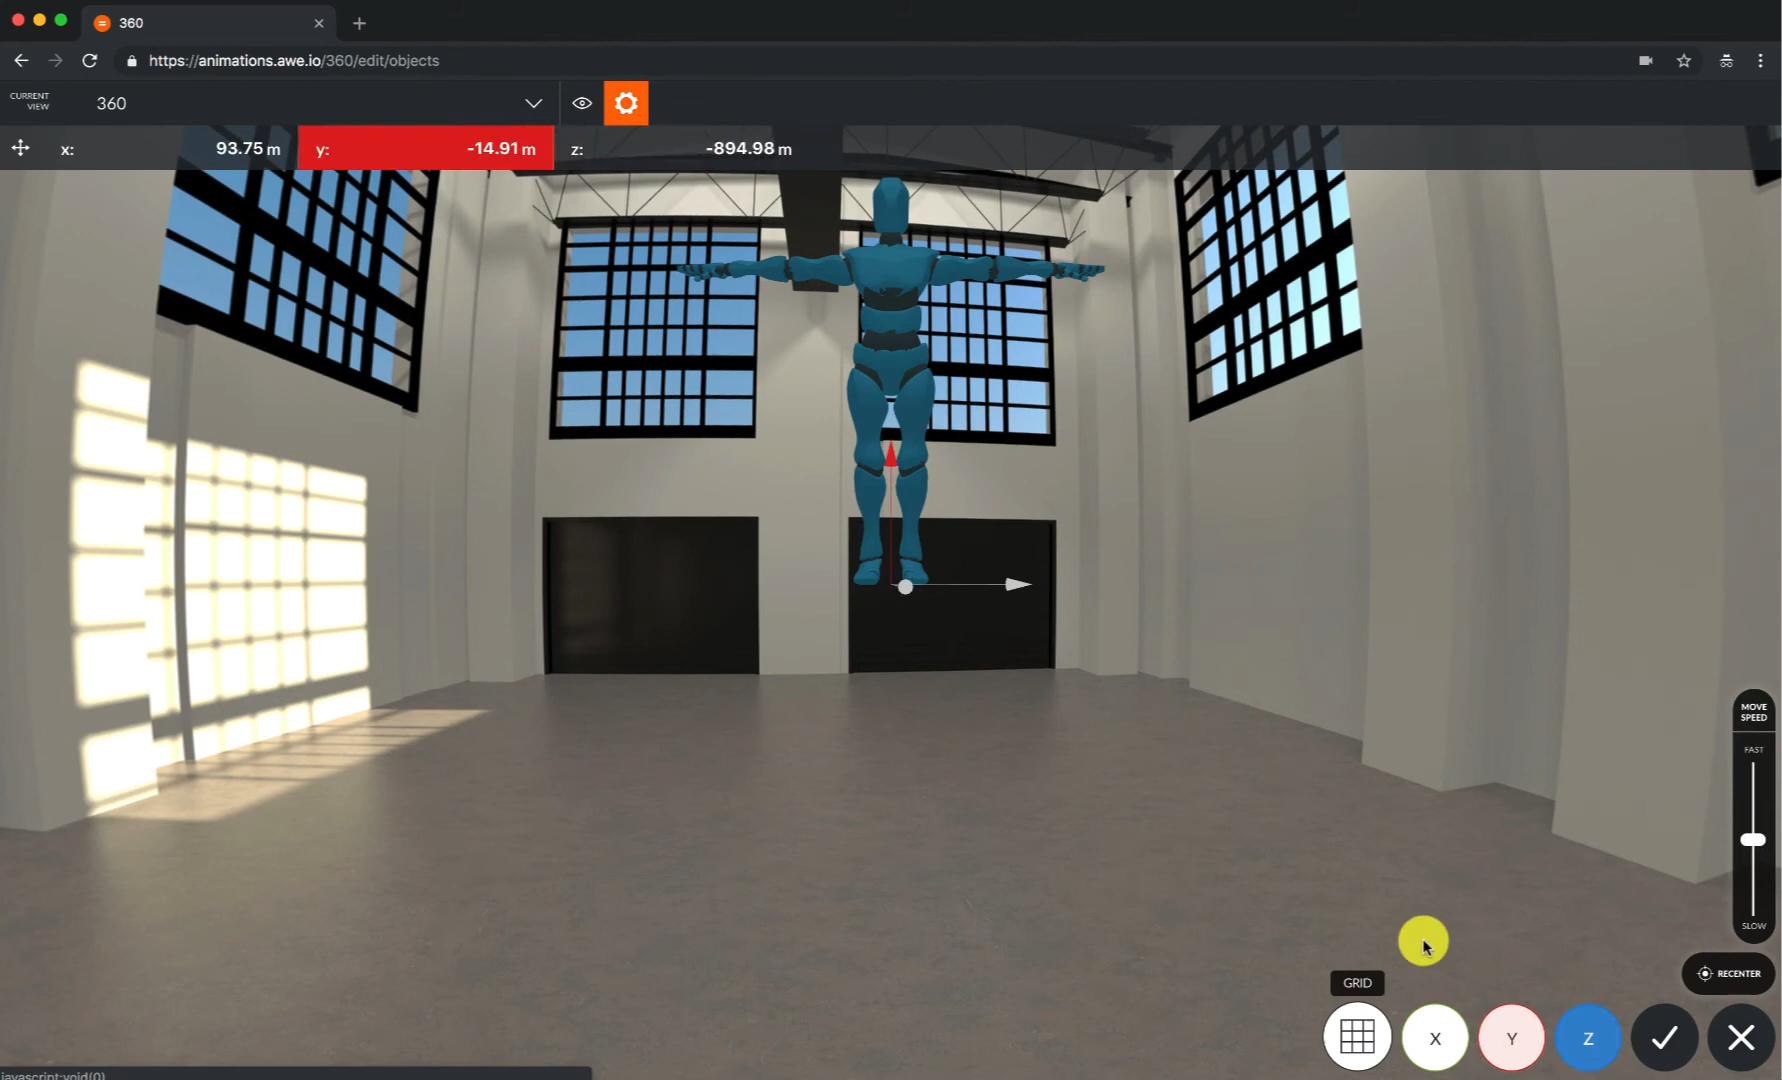 360
https://animations.awe.io/360/edit/objects
CURRENT VIEW
360
x: 93.75 m
y: -14.91 m
z: -894.98 m
MOVE SPEED
FAST
SLOW
RECENTER
GRID
X
Y
Z
javascript:void(0)